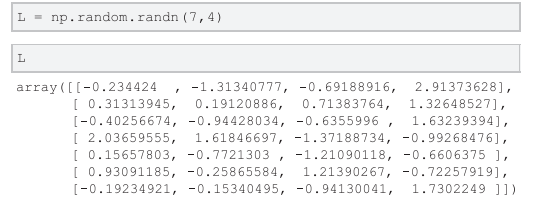 L = np.random.randn(7,4)
L
array([[-0.234424  , -1.31340777, -0.69188916,  2.91373628],
       [ 0.31313945,  0.19120886,  0.71383764,  1.32648527],
       [-0.40256674, -0.94428034, -0.6355996 ,  1.63239394],
       [ 2.03659555,  1.61846697, -1.37188734, -0.99268476],
       [ 0.15657803, -0.7721303 , -1.21090118, -0.6606375 ],
       [ 0.93091185, -0.25865584,  1.21390267, -0.72257919],
       [-0.19234921, -0.15340495, -0.94130041,  1.7302249 ]])